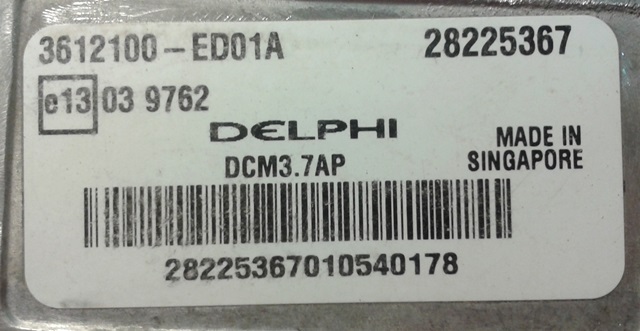 3612100-ED01A 28225367
e13 03 9762
DELPHI
DCM3.7AP
MADE IN
SINGAPORE
28225367010540178